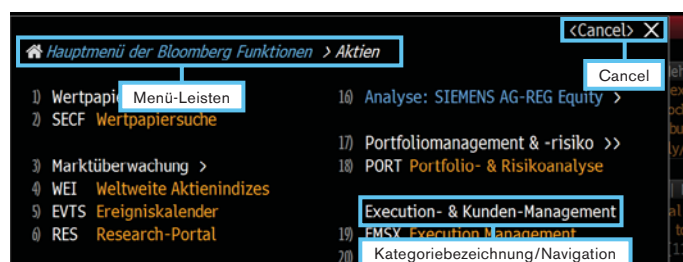 <Cancel> X
Hauptmenü der Bloomberg Funktionen > Aktien
Cancel
Menü-Leisten
1) Wertpapi
2) SECF Wertpapiersuche
3) Marktüberwachung >
4) WEI Weltweite Aktienindizes
5) EVTS Ereigniskalender
6) RES Research-Portal
16) Analyse: SIEMENS AG-REG Equity >
17) Portfoliomanagement & -risiko >>
18) PORT Portfolio- & Risikoanalyse
Execution- & Kunden-Management
19) EMSX Execution Management
20)
Kategoriebezeichnung/Navigation